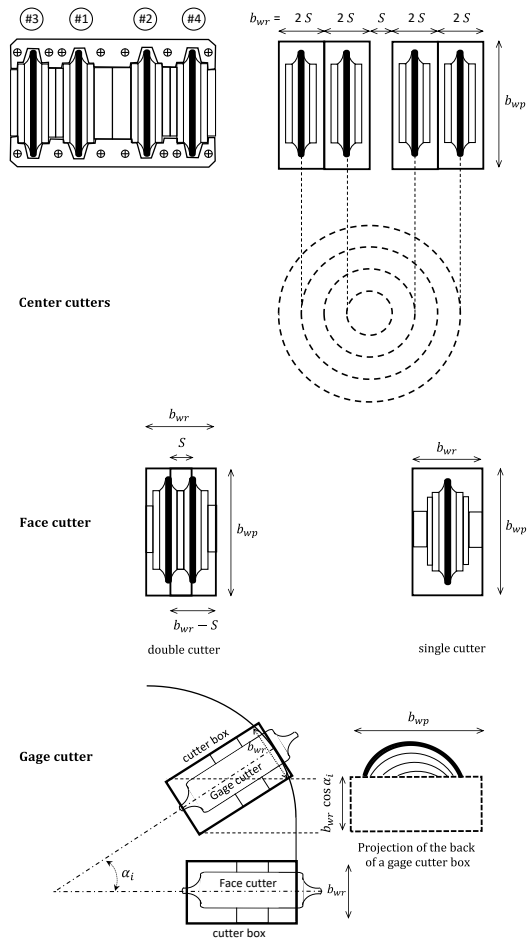 #3 #1 #2 #4
b_wr = 2 S 2 S S 2 S 2 S
b_wp
Center cutters
b_wr
S
b_wr
Face cutter
b_wp
b_wp
b_wr − S
double cutter
single cutter
b_wp
Gage cutter
cutter box
b_wr
Gage cutter
b_wr cos α_i
Projection of the back
of a gage cutter box
α_i
Face cutter
b_wr
cutter box